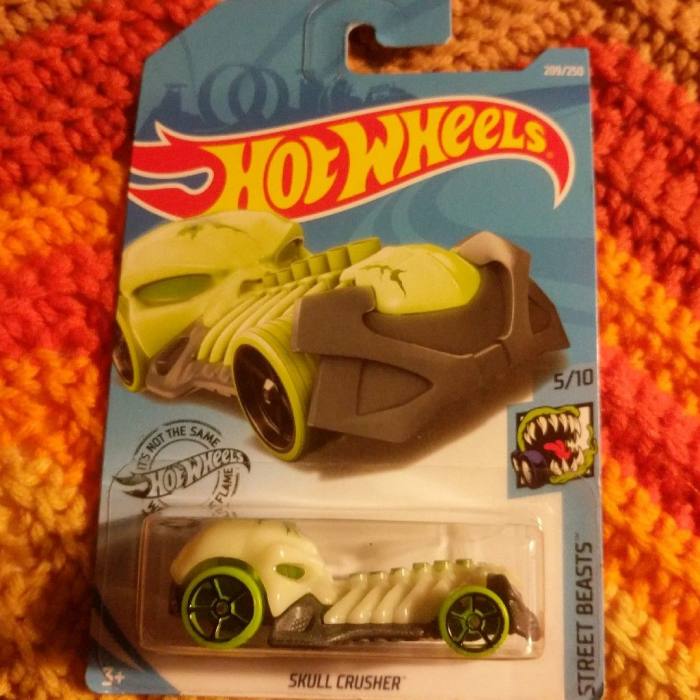 209/250
HOT WHEELS
5/10
IT'S NOT THE SAME
HOT WHEELS
FLAME
STREET BEASTS
3+
SKULL CRUSHER